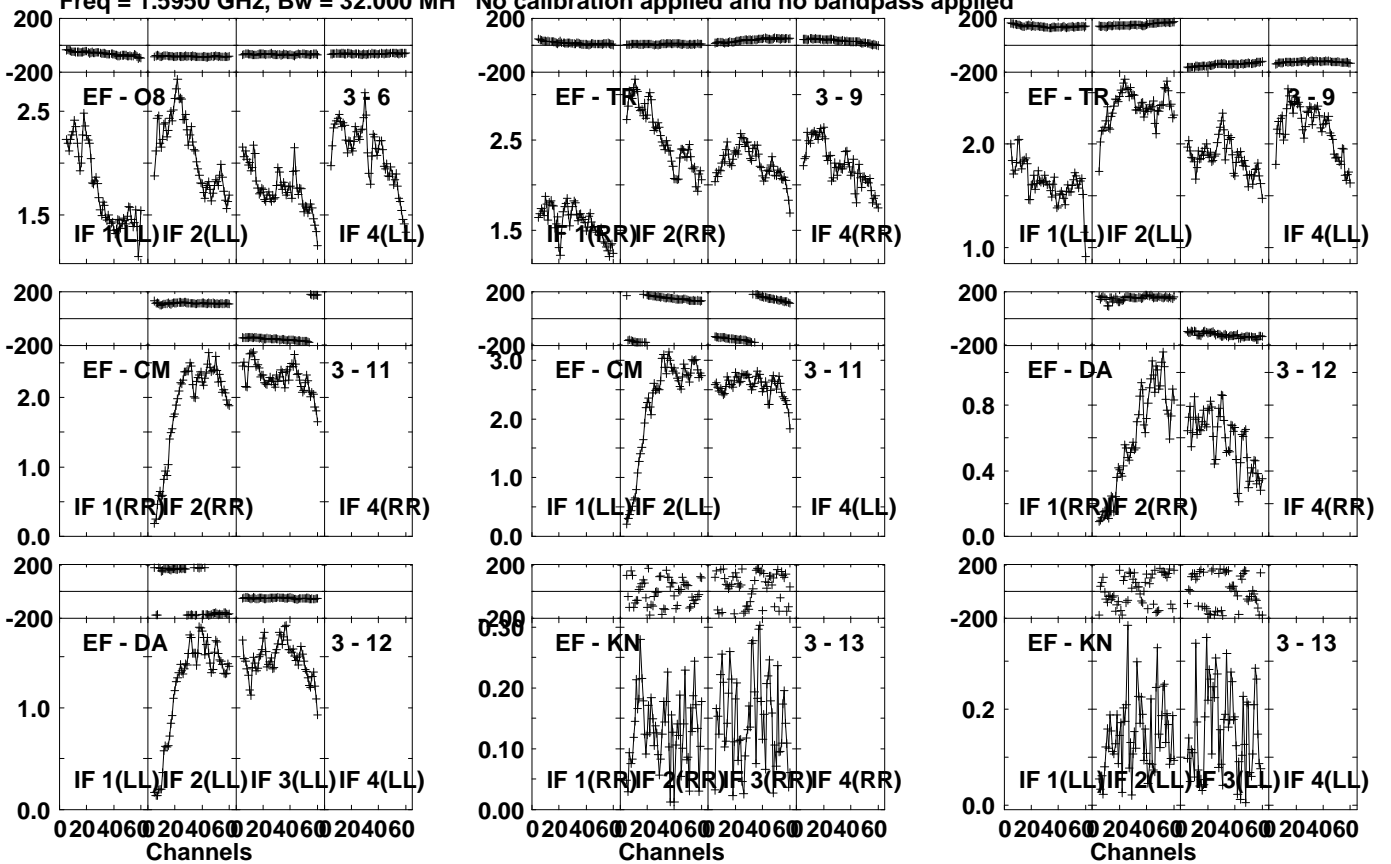 Freq = 1.5950 GHz, Bw = 32.000 MH No calibration applied and no bandpass applied
200
-200
2.5
1.5
EF - O8
3 - 6
IF 1(LL)
IF 2(LL)
IF 4(LL)
2.5
1.5
EF - TR
3 - 9
IF 1(RR)
IF 2(RR)
IF 4(RR)
200
-200
2.0
1.0
EF - TR
3 - 9
IF 1(LL)
IF 2(LL)
IF 4(LL)
200
-200
2.0
1.0
0.0
EF - CM
3 - 11
IF 1(RR)
IF 2(RR)
IF 4(RR)
200
-200
3.0
2.0
1.0
0.0
EF - CM
3 - 11
IF 1(LL)
IF 2(LL)
IF 4(LL)
200
-200
0.8
0.4
0.0
EF - DA
3 - 12
IF 1(RR)
IF 2(RR)
IF 4(RR)
200
-200
1.0
0.0
EF - DA
3 - 12
IF 1(LL)
IF 2(LL)
IF 3(LL)
IF 4(LL)
0 20 40 60 0 20 40 60 0 20 40 60 0 20 40 60
Channels
200
-200
0.30
0.20
0.10
0.00
EF - KN
3 - 13
IF 1(RR)
IF 2(RR)
IF 3(RR)
IF 4(RR)
0 20 40 60 0 20 40 60 0 20 40 60 0 20 40 60
Channels
200
-200
0.2
0.0
EF - KN
3 - 13
IF 1(LL)
IF 2(LL)
IF 3(LL)
IF 4(LL)
0 20 40 60 0 20 40 60 0 20 40 60 0 20 40 60
Channels